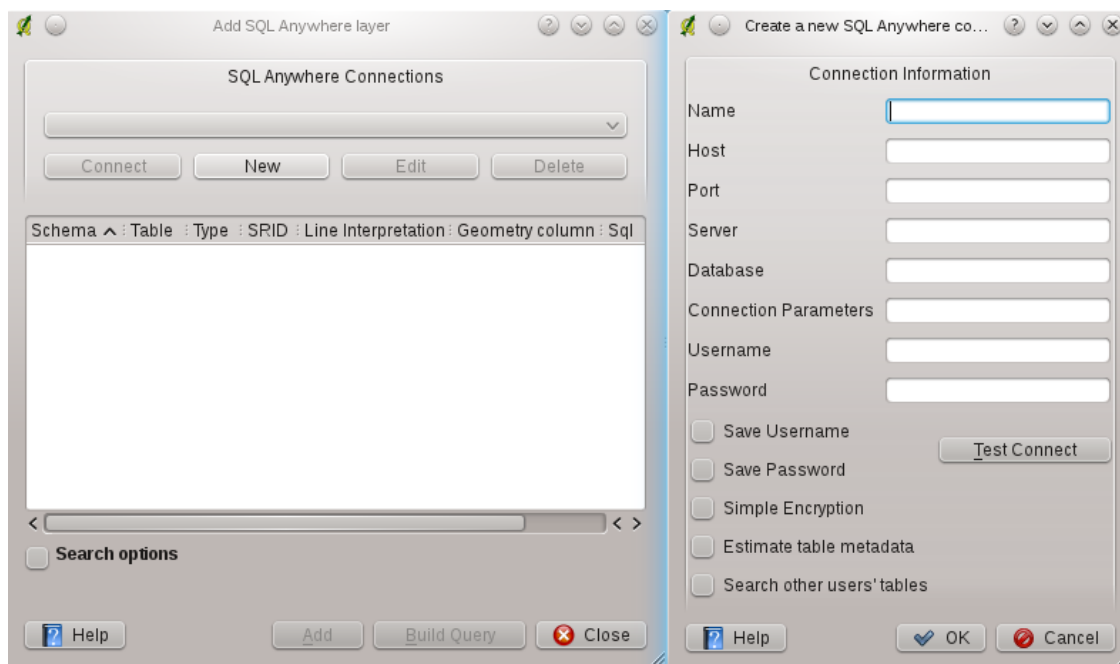 Add SQL Anywhere layer
SQL Anywhere Connections
Connect New Edit Delete
Schema Table Type SRID Line Interpretation Geometry column Sql
Search options
Help Add Build Query Close
Create a new SQL Anywhere co...
Connection Information
Name
Host
Port
Server
Database
Connection Parameters
Username
Password
Save Username
Test Connect
Save Password
Simple Encryption
Estimate table metadata
Search other users' tables
Help OK Cancel